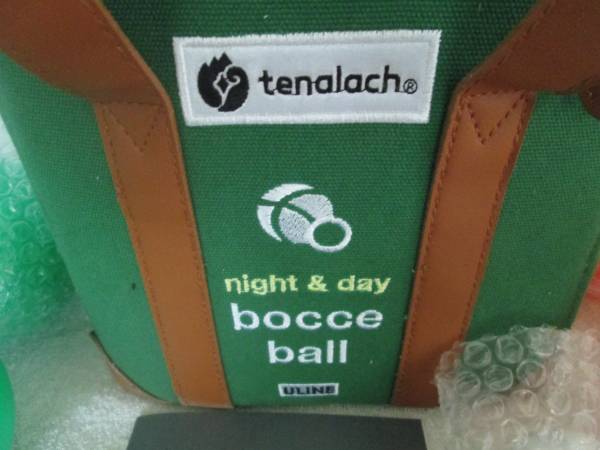 tenalach®
night & day
bocce
ball
ULINE